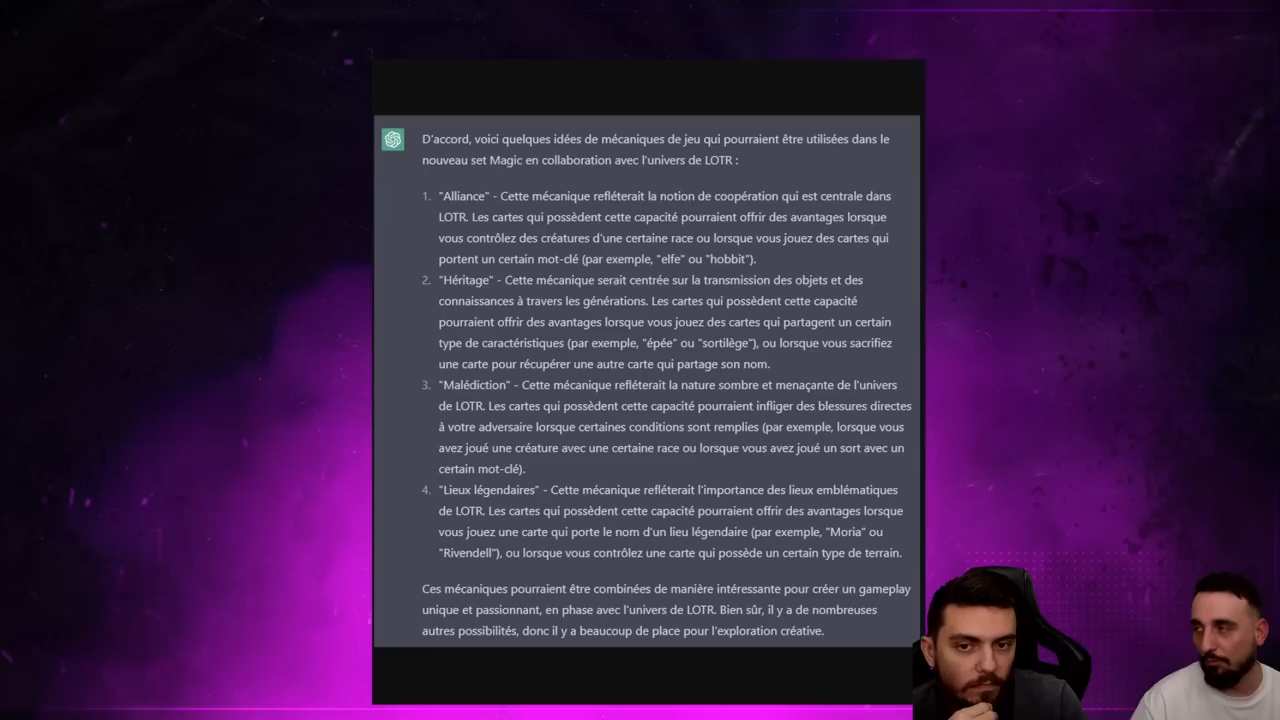 D'accord, voici quelques idées de mécaniques de jeu qui pourraient être utilisées dans le
nouveau set Magic en collaboration avec l'univers de LOTR :
1. "Alliance" - Cette mécanique refléterait la notion de coopération qui est centrale dans
LOTR. Les cartes qui possèdent cette capacité pourraient offrir des avantages lorsque
vous contrôlez des créatures d'une certaine race ou lorsque vous jouez des cartes qui
portent un certain mot-clé (par exemple, "elfe" ou "hobbit").
2. "Héritage" - Cette mécanique serait centrée sur la transmission des objets et des
connaissances à travers les générations. Les cartes qui possèdent cette capacité
pourraient offrir des avantages lorsque vous jouez des cartes qui partagent un certain
type de caractéristiques (par exemple, "épée" ou "sortilège"), ou lorsque vous sacrifiez
une carte pour récupérer une autre carte qui partage son nom.
3. "Malédiction" - Cette mécanique refléterait la nature sombre et menaçante de l'univers
de LOTR. Les cartes qui possèdent cette capacité pourraient infliger des blessures directes
à votre adversaire lorsque certaines conditions sont remplies (par exemple, lorsque vous
avez joué une créature avec une certaine race ou lorsque vous avez joué un sort avec un
certain mot-clé).
4. "Lieux légendaires" - Cette mécanique refléterait l'importance des lieux emblématiques
de LOTR. Les cartes qui possèdent cette capacité pourraient offrir des avantages lorsque
vous jouez une carte qui porte le nom d'un lieu légendaire (par exemple, "Moria" ou
"Rivendell"), ou lorsque vous contrôlez une carte qui possède un certain type de terrain.
Ces mécaniques pourraient être combinées de manière intéressante pour créer un gameplay
unique et passionnant, en phase avec l'univers de LOTR. Bien sûr, il y a de nombreuses
autres possibilités, donc il y a beaucoup de place pour l'exploration créative.